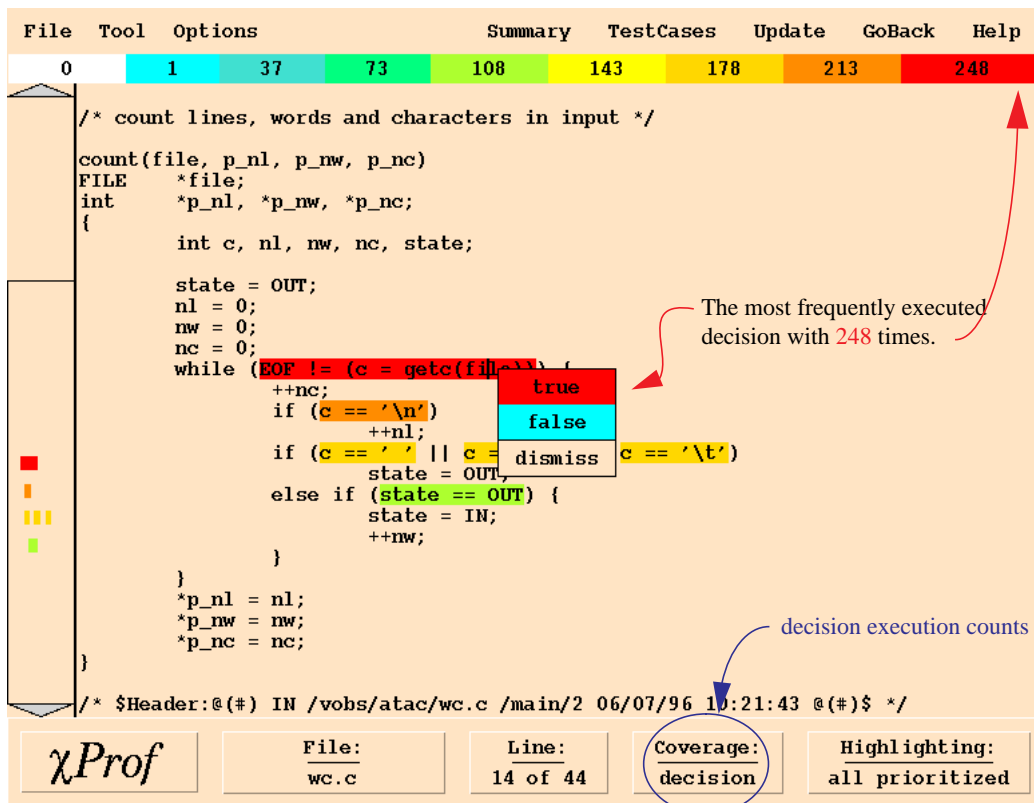 File Tool Options Summary TestCases Update GoBack Help
0 1 37 73 108 143 178 213 248
/* count lines, words and characters in input */
count(file, p_nl, p_nw, p_nc)
FILE *file;
int *p_nl, *p_nw, *p_nc;
{
int c, nl, nw, nc, state;
state = OUT;
nl = 0;
nw = 0;
nc = 0;
The most frequently executed
decision with 248 times.
while (EOF != (c = getc(file)) {
true
++nc;
if (c == '\n')
false
++nl;
if (c == ' ' || c = c == '\t')
dismiss
state = OUT;
else if (state == OUT) {
state = IN;
++nw;
}
}
*p_nl = nl;
*p_nw = nw;
*p_nc = nc;
decision execution counts
}
/* $Header:@(#) IN /vobs/atac/wc.c /main/2 06/07/96 10:21:43 @(#)$ */
χProf
File:
wc.c
Line:
14 of 44
Coverage:
decision
Highlighting:
all prioritized